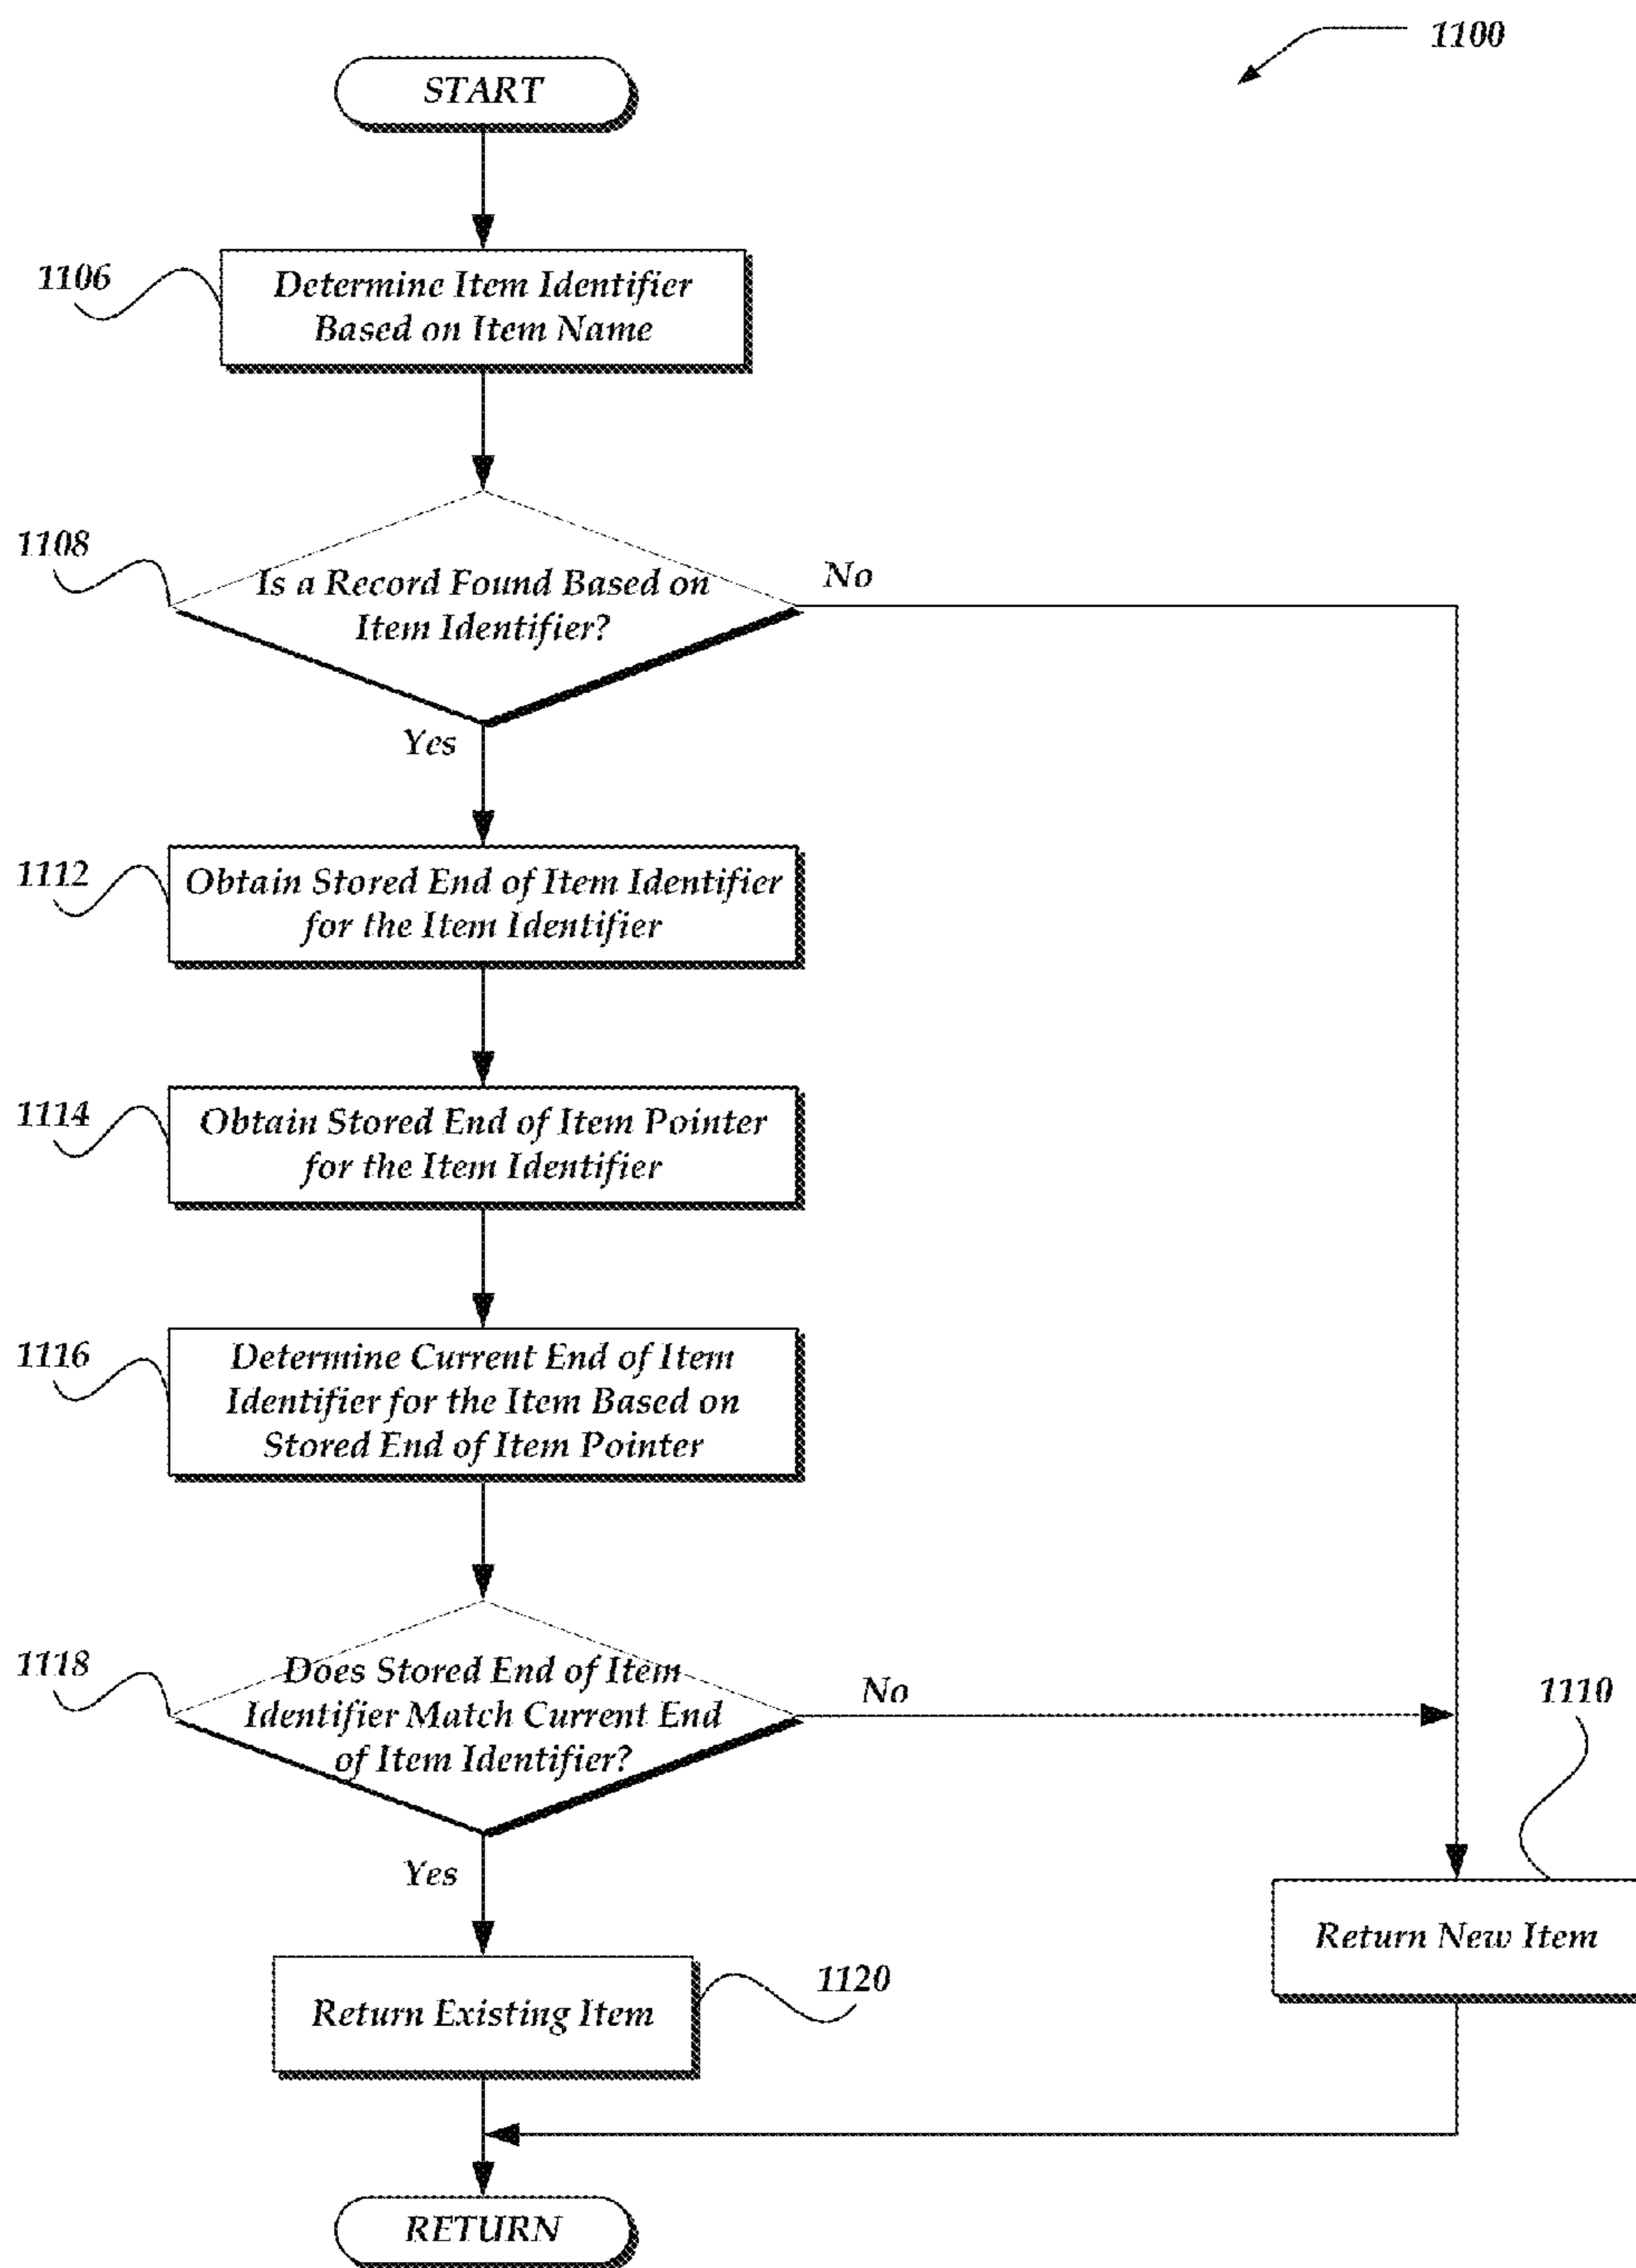 1100
START
1106
Determine Item Identifier
Based on Item Name
1108
Is a Record Found Based on
Item Identifier?
No
Yes
1112
Obtain Stored End of Item Identifier
for the Item Identifier
1114
Obtain Stored End of Item Pointer
for the Item Identifier
1116
Determine Current End of Item
Identifier for the Item Based on
Stored End of Item Pointer
1118
Does Stored End of Item
Identifier Match Current End
of Item Identifier?
No
1110
Yes
Return New Item
1120
Return Existing Item
RETURN